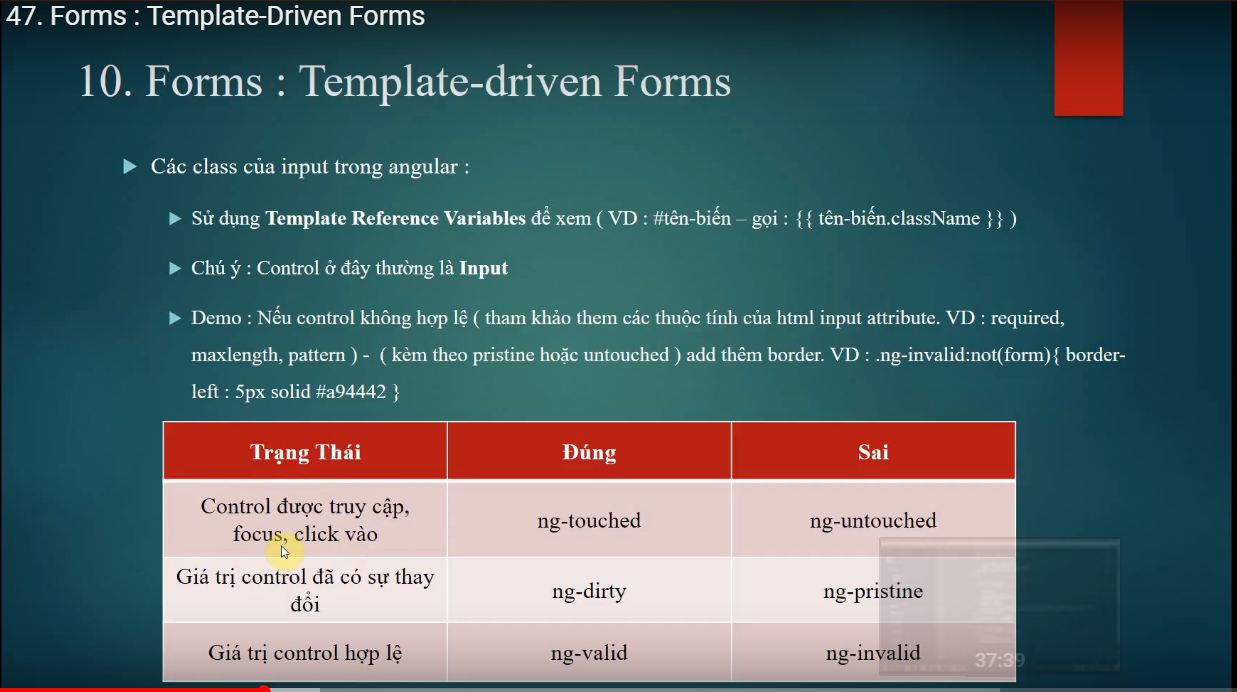 47. Forms : Template-Driven Forms
10. Forms : Template-driven Forms
Các class của input trong angular :
Sử dụng Template Reference Variables để xem ( VD : #tên-biến – gọi : {{ tên-biến.className }} )
Chú ý : Control ở đây thường là Input
Demo : Nếu control không hợp lệ ( tham khảo them các thuộc tính của html input attribute. VD : required,
maxlength, pattern ) - ( kèm theo pristine hoặc untouched ) add thêm border. VD : .ng-invalid:not(form){ border-
left : 5px solid #a94442 }
Trạng Thái Đúng Sai
Control được truy cập,
focus, click vào
ng-touched ng-untouched
Giá trị control đã có sự thay
đổi
ng-dirty ng-pristine
Giá trị control hợp lệ ng-valid ng-invalid
37:39